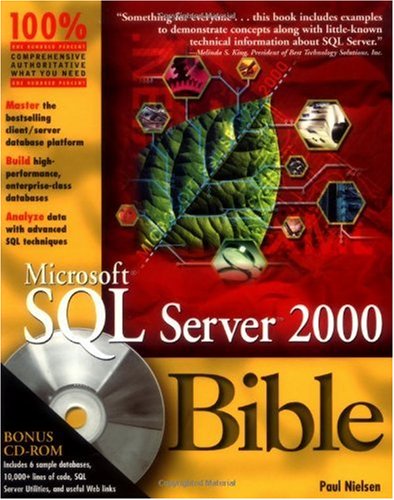 100%
ONE HUNDRED PERCENT
COMPREHENSIVE
AUTHORITATIVE
WHAT YOU NEED
ONE HUNDRED PERCENT
Master the
bestselling
client/server
database platform
Build high-
performance,
enterprise-class
databases
Analyze data
with advanced
SQL techniques
"Something for everyone . . . this book includes examples
to demonstrate concepts along with little-known
technical information about SQL Server."
—Melinda S. King, President of Best Technology Solutions, Inc.
2000
Microsoft®
SQL Server™ 2000
Bible
BONUS
CD-ROM
Includes 6 sample databases,
10,000+ lines of code, SQL
Server Utilities, and useful Web links
Paul Nielsen